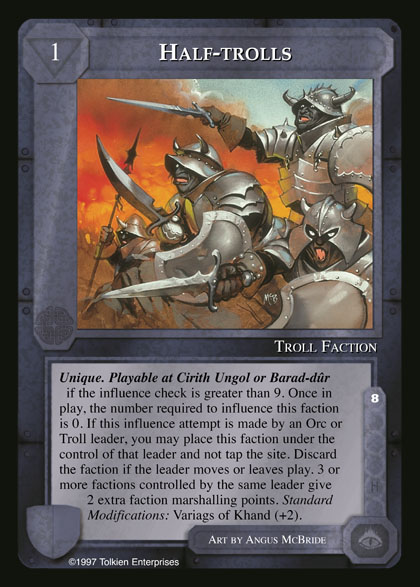 1
HALF-TROLLS
McB
TROLL FACTION
Unique. Playable at Cirith Ungol or Barad-dûr
if the influence check is greater than 9. Once in
play, the number required to influence this faction
is 0. If this influence attempt is made by an Orc or
Troll leader, you may place this faction under the
control of that leader and not tap the site. Discard
the faction if the leader moves or leaves play. 3 or
more factions controlled by the same leader give
2 extra faction marshalling points. Standard
Modifications: Variags of Khand (+2).
8
H
ART BY ANGUS MCBRIDE
©1997 Tolkien Enterprises